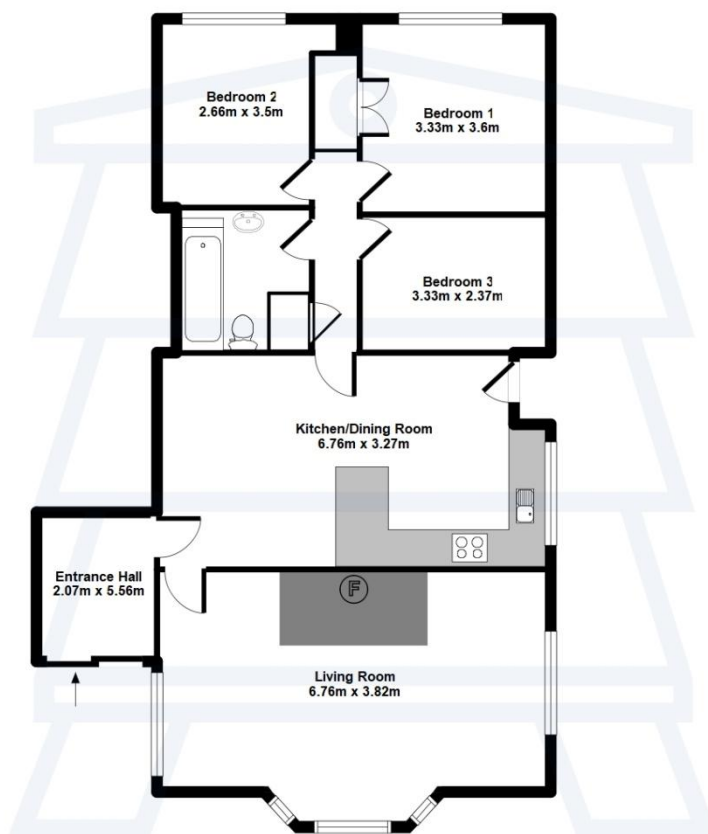 Bedroom 2
2.66m x 3.5m
Bedroom 1
3.33m x 3.6m
Bedroom 3
3.33m x 2.37m
Kitchen/Dining Room
6.76m x 3.27m
Entrance Hall
2.07m x 5.56m
F
Living Room
6.76m x 3.82m